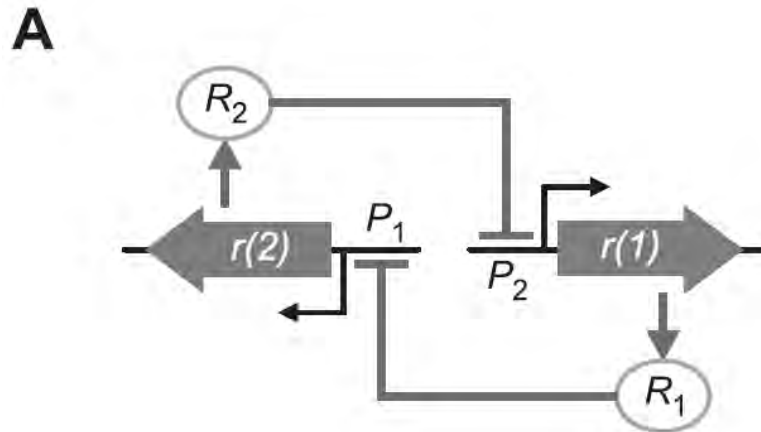 A
R₂
P₁
r(2)
P₂
r(1)
R₁